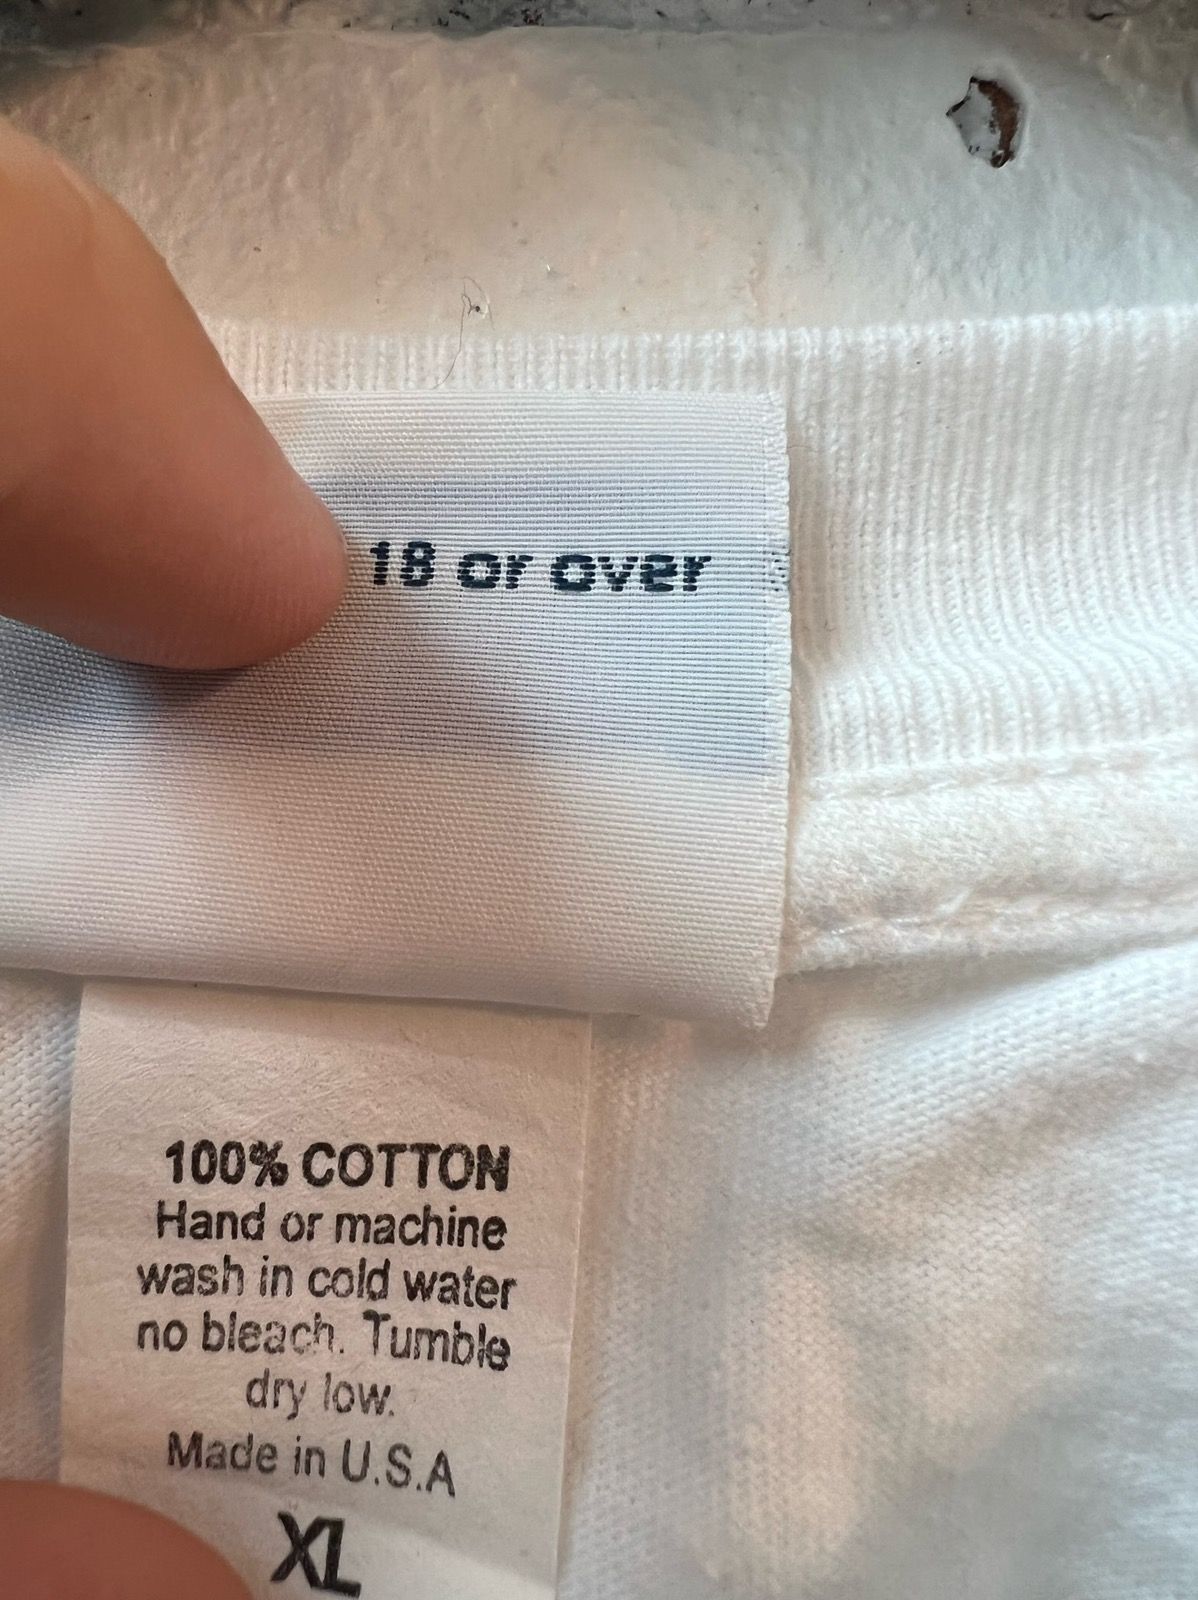 18 or over
100% COTTON
Hand or machine
wash in cold water
no bleach. Tumble
dry low.
Made in U.S.A
XL